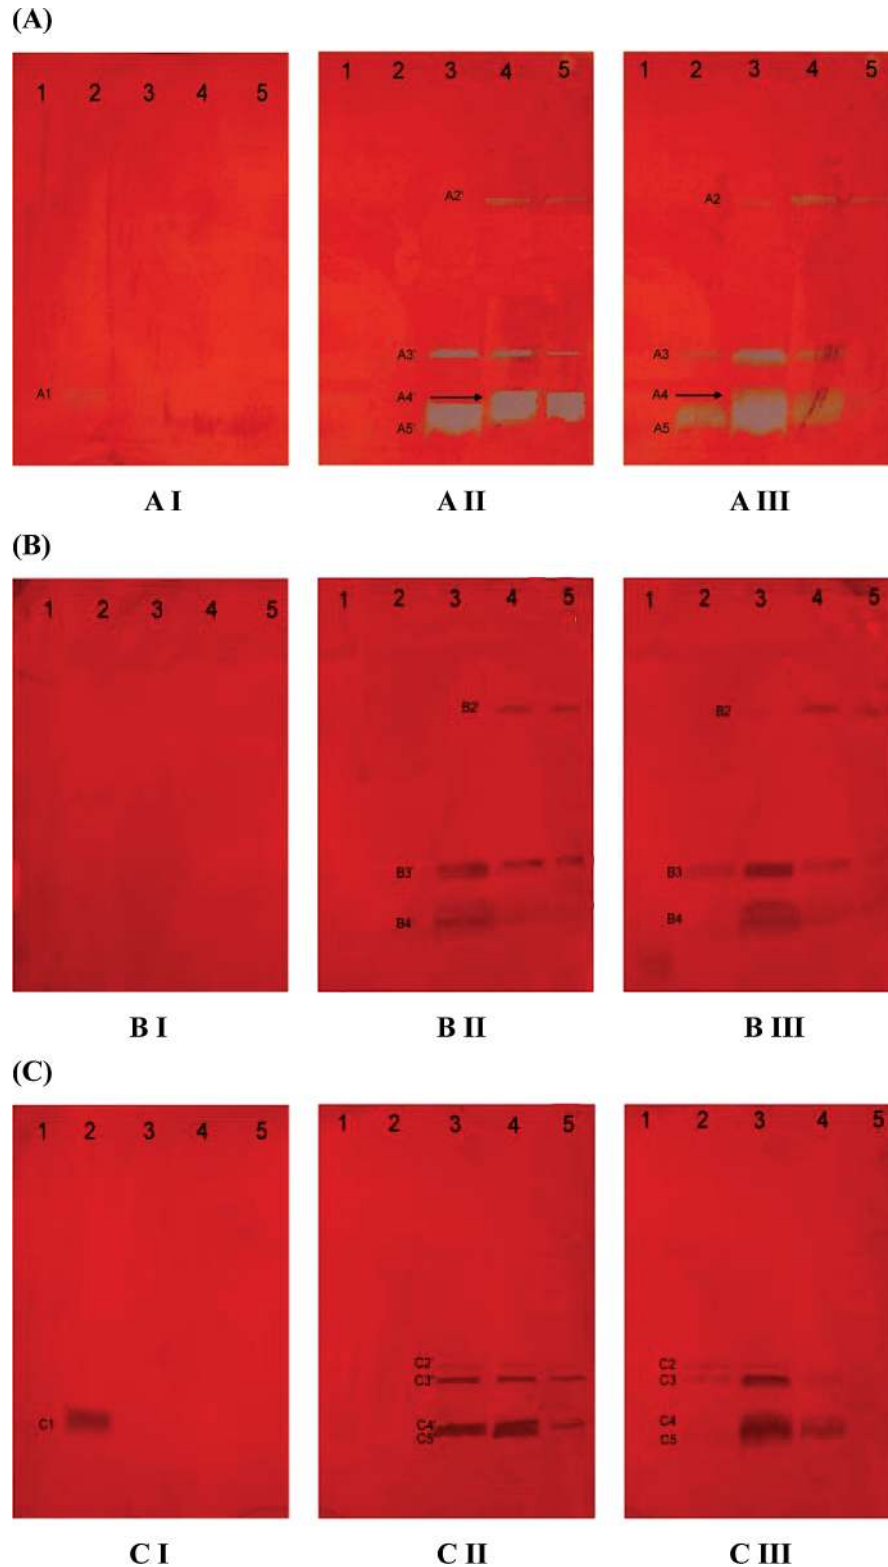 (A)
1 2 3 4 5
A1
A I
1 2 3 4 5
A2'
A3'
A4'
A5'
A II
1 2 3 4 5
A2
A3
A4
A5
A III
(B)
1 2 3 4 5
B I
1 2 3 4 5
B2'
B3'
B4
B II
1 2 3 4 5
B2
B3
B4
B III
(C)
1 2 3 4 5
C1
C I
1 2 3 4 5
C2'
C3'
C4'
C5'
C II
1 2 3 4 5
C2
C3
C4
C5
C III